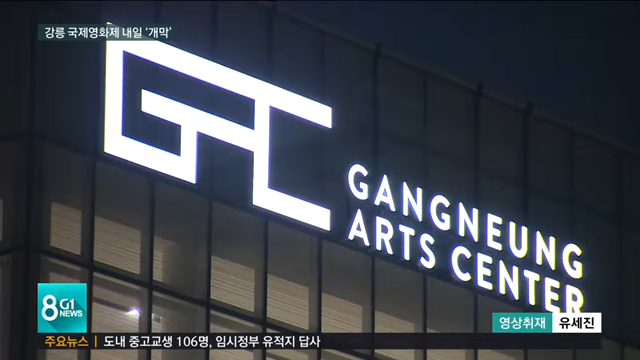 강릉 국제영화제 내일 '개막'
GANGNEUNG
ARTS CENTER
8 G1
NEWS
영상취재 유세진
주요뉴스 도내 중고교생 106명, 임시정부 유적지 답사